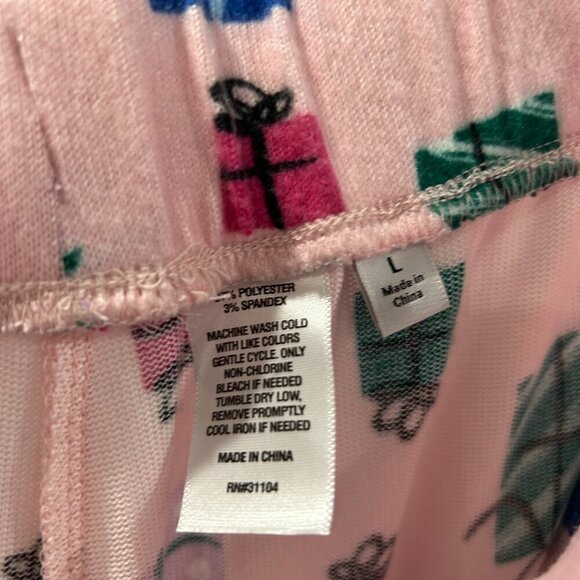 % POLYESTER
3% SPANDEX
MACHINE WASH COLD
WITH LIKE COLORS
GENTLE CYCLE. ONLY
NON-CHLORINE
BLEACH IF NEEDED
TUMBLE DRY LOW,
REMOVE PROMPTLY
COOL IRON IF NEEDED
MADE IN CHINA
RN#31104
L
Made in
China